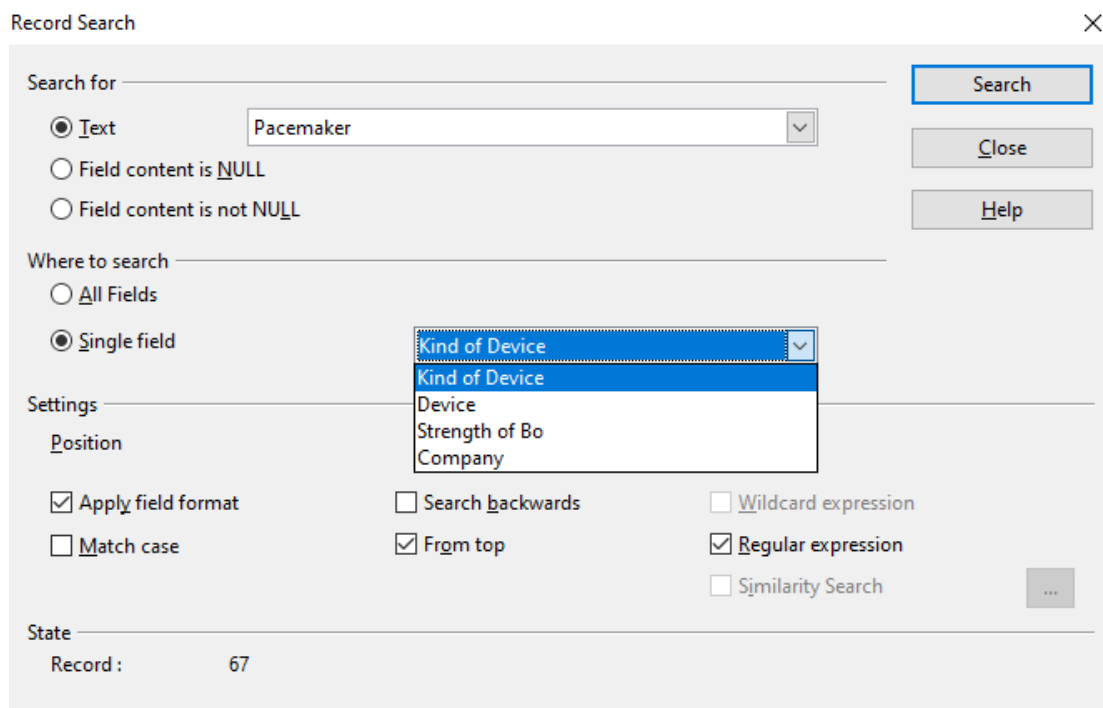 Record Search
Search for
Search
Text
Pacemaker
Close
Field content is NULL
Field content is not NULL
Help
Where to search
All Fields
Single field
Kind of Device
Kind of Device
Device
Strength of Bo
Company
Settings
Position
Apply field format
Search backwards
Wildcard expression
Match case
From top
Regular expression
Similarity Search
...
State
Record : 67